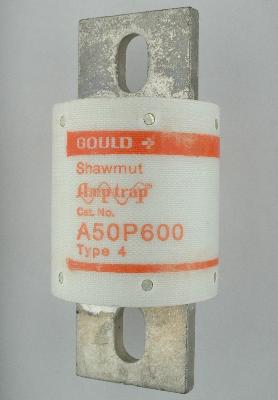 GOULD
Shawmut
Amp-trap®
Cat. No.
A50P600
Type 4